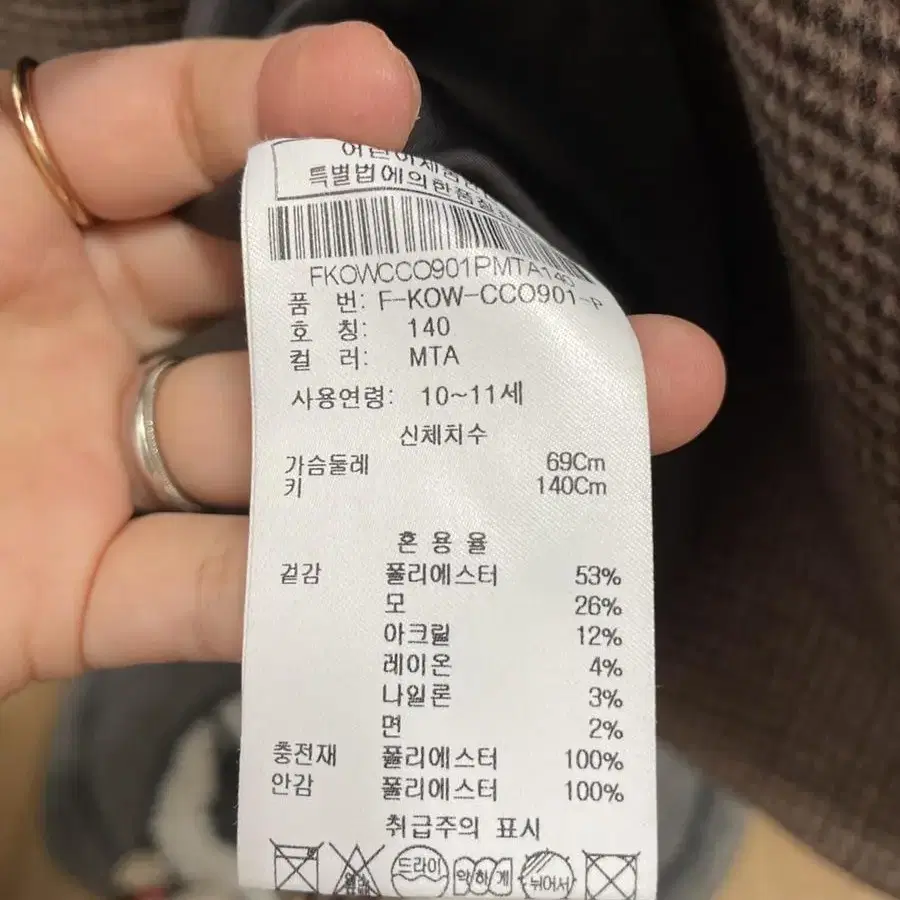 특별법에의한품질표
FKOWCCO901PMTA140
품 번: F-KOW-CCO901-P
호 칭: 140
컬 러: MTA
사용연령: 10~11세
신체치수
가슴둘레 69Cm
키 140Cm
혼 용 율
겉감 폴리에스터 53%
모 26%
아크릴 12%
레이온 4%
나일론 3%
면 2%
충전재 폴리에스터 100%
안감 폴리에스터 100%
취급주의 표시
드라이 약하게 뉘어서